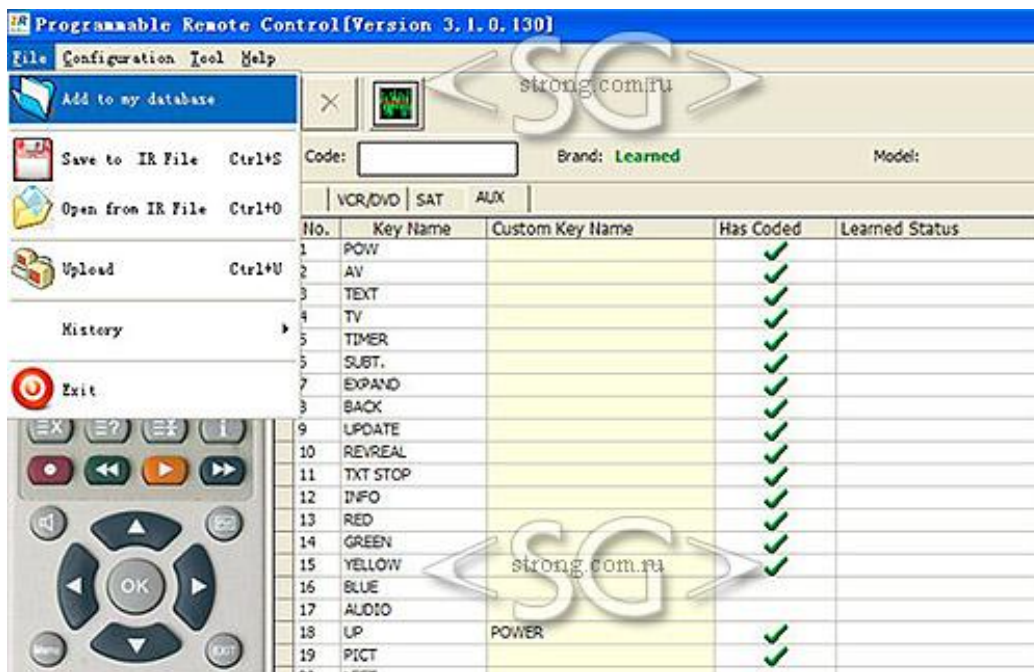 Programmable Remote Control[Version 3.1.0.130]
File Configuration Tool Help
Add to my database
Save to IR File Ctrl+S
Open from IR File Ctrl+O
Upload Ctrl+U
History
Exit
SG
strong.com.ru
Code: Brand: Learned Model:
VCR/DVD SAT AUX
No. Key Name Custom Key Name Has Coded Learned Status
1 POW
2 AV
3 TEXT
4 TV
5 TIMER
6 SUBT.
7 EXPAND
8 BACK
9 UPDATE
10 REVREAL
11 TXT STOP
12 INFO
13 RED
14 GREEN
15 YELLOW
16 BLUE
17 AUDIO
18 UP POWER
19 PICT
SG
strong.com.ru
OK
Menu
EXIT